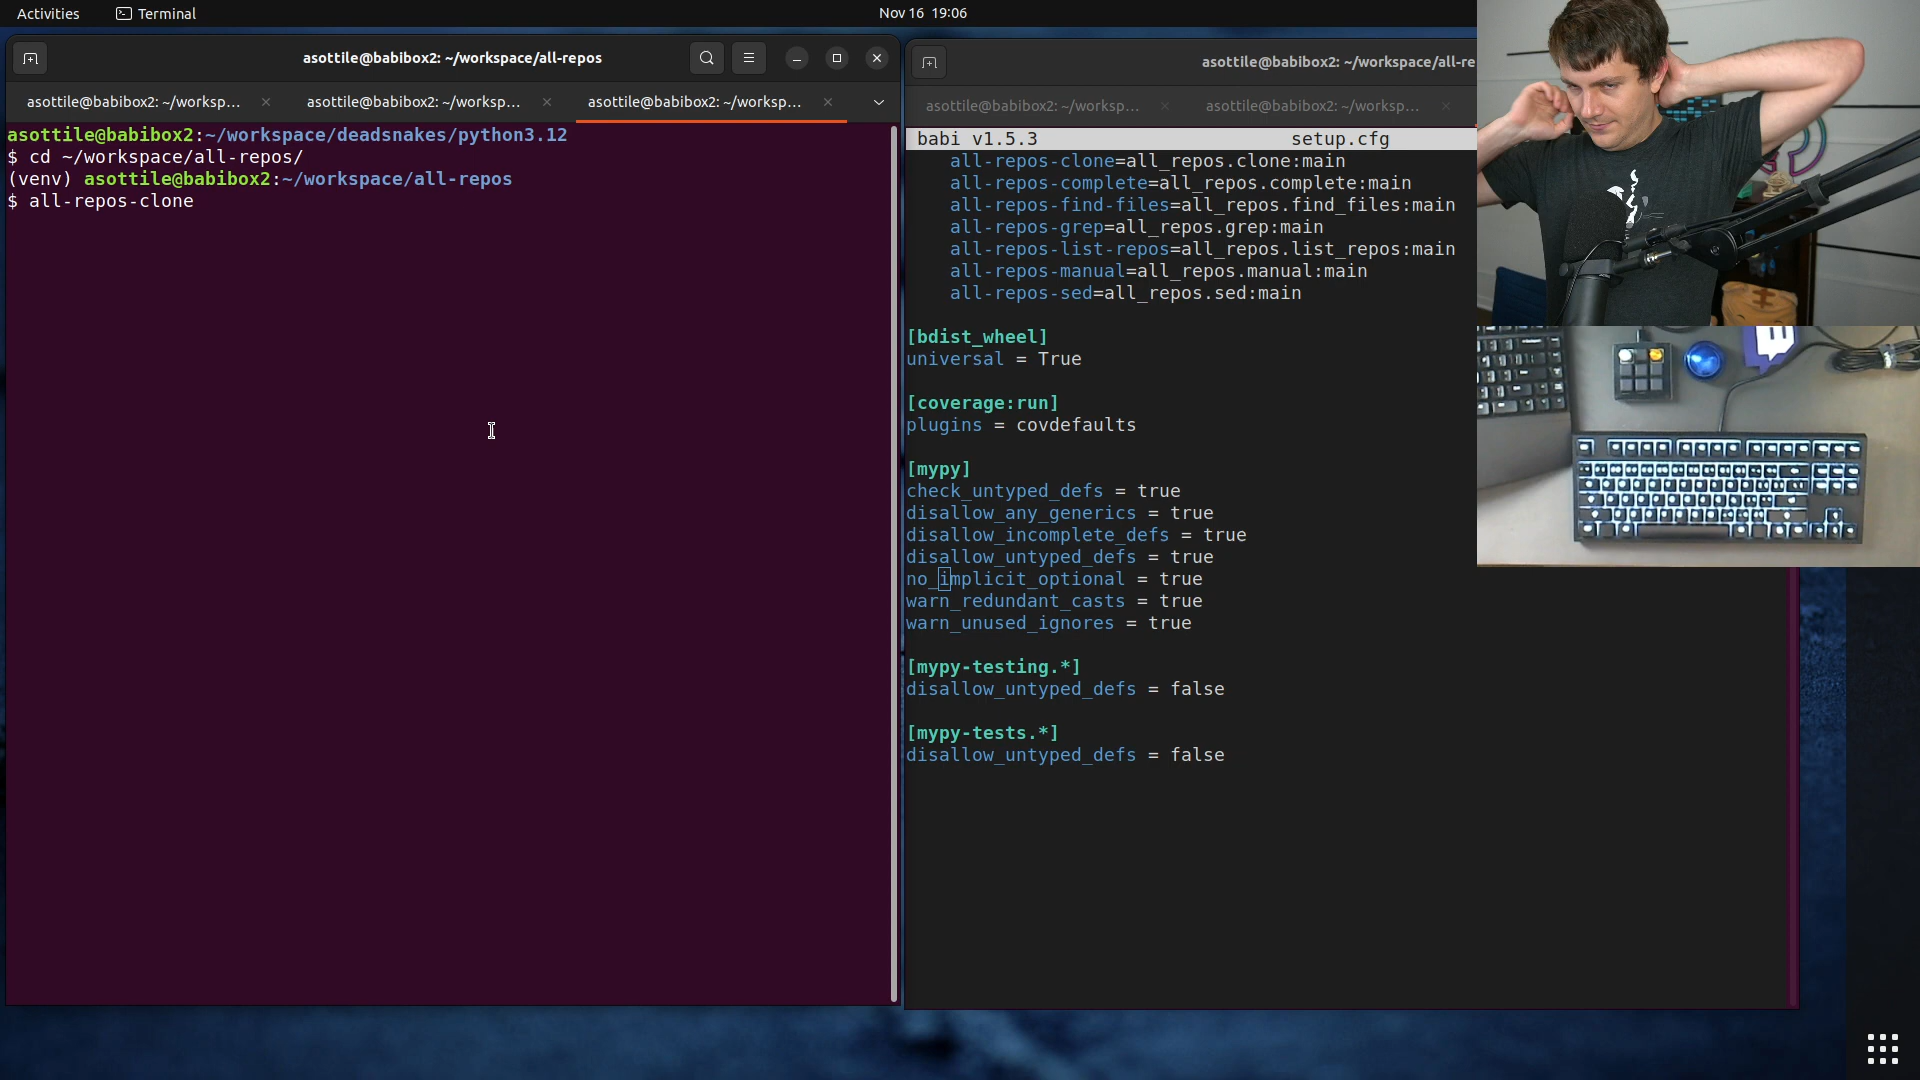 Activities
Terminal
Nov 16 19:06
asottile@babibox2: ~/workspace/all-repos
asottile@babibox2: ~/worksp...
asottile@babibox2: ~/worksp...
asottile@babibox2: ~/worksp...
asottile@babibox2:~/workspace/deadsnakes/python3.12
$ cd ~/workspace/all-repos/
(venv) asottile@babibox2:~/workspace/all-repos
$ all-repos-clone
asottile@babibox2: ~/workspace/all-re
asottile@babibox2: ~/worksp...
asottile@babibox2: ~/worksp...
babi v1.5.3 setup.cfg
all-repos-clone=all_repos.clone:main
all-repos-complete=all_repos.complete:main
all-repos-find-files=all_repos.find_files:main
all-repos-grep=all_repos.grep:main
all-repos-list-repos=all_repos.list_repos:main
all-repos-manual=all_repos.manual:main
all-repos-sed=all_repos.sed:main
[bdist_wheel]
universal = True
[coverage:run]
plugins = covdefaults
[mypy]
check_untyped_defs = true
disallow_any_generics = true
disallow_incomplete_defs = true
disallow_untyped_defs = true
no_implicit_optional = true
warn_redundant_casts = true
warn_unused_ignores = true
[mypy-testing.*]
disallow_untyped_defs = false
[mypy-tests.*]
disallow_untyped_defs = false